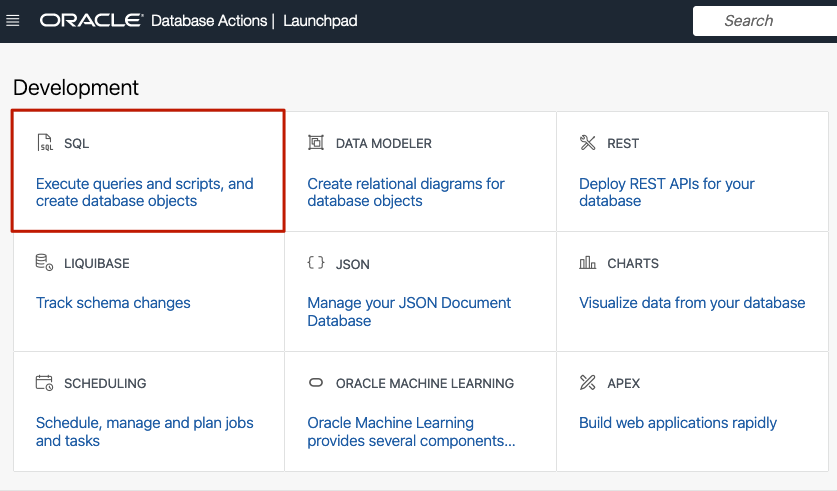 ORACLE Database Actions | Launchpad
Search
Development
SQL
SQL
Execute queries and scripts, and
create database objects
DATA MODELER
Create relational diagrams for
database objects
REST
Deploy REST APIs for your
database
LIQUIBASE
Track schema changes
{ } JSON
Manage your JSON Document
Database
CHARTS
Visualize data from your database
SCHEDULING
Schedule, manage and plan jobs
and tasks
ORACLE MACHINE LEARNING
Oracle Machine Learning
provides several components...
APEX
Build web applications rapidly